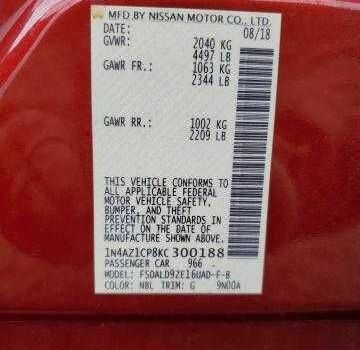 MFD BY NISSAN MOTOR CO., LTD.
DATE: 08/18
GVWR: 2040 KG
4497 LB
GAWR FR.: 1063 KG
2344 LB
GAWR RR.: 1002 KG
2209 LB
THIS VEHICLE CONFORMS TO
ALL APPLICABLE FEDERAL
MOTOR VEHICLE SAFETY,
BUMPER, AND THEFT
PREVENTION STANDARDS IN
EFFECT ON THE DATE OF
MANUFACTURE SHOWN ABOVE.
1N4AZ1CP8KC300188
PASSENGER CAR 966
MODEL: FSDALD9ZE16UAD-F-B
COLOR: NBL TRIM: G 9N00A